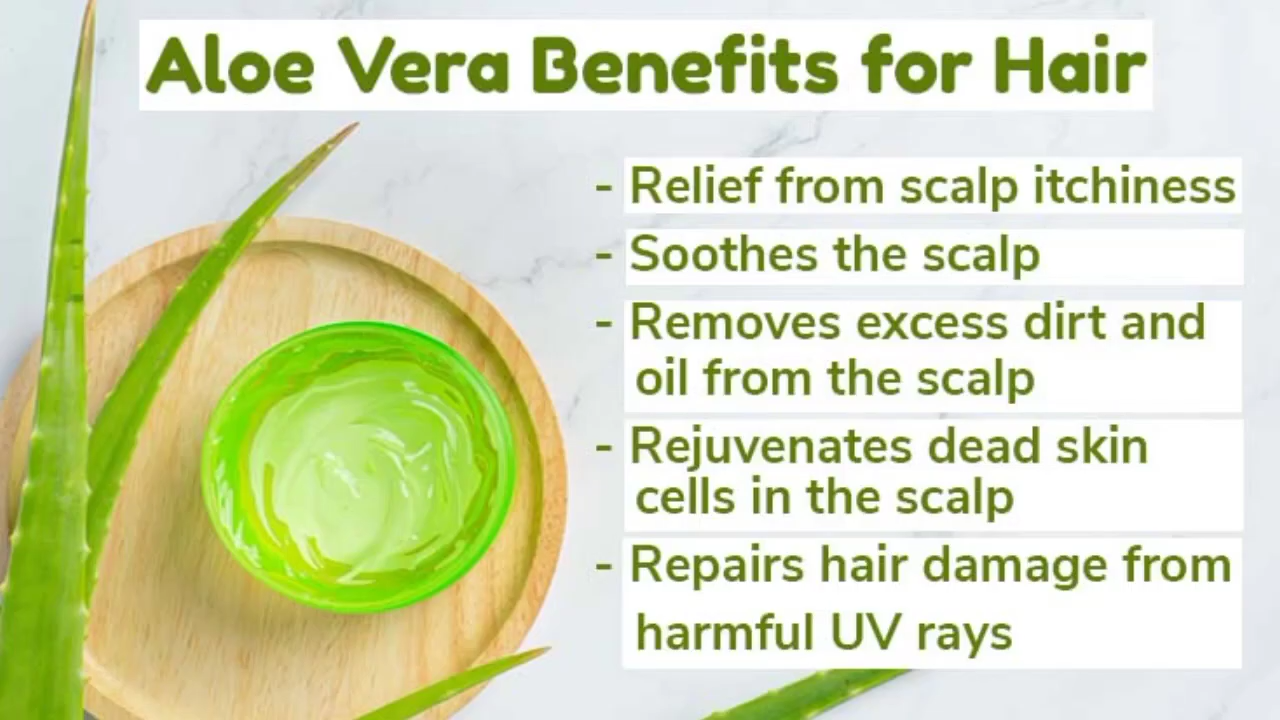 Aloe Vera Benefits for Hair
- Relief from scalp itchiness
- Soothes the scalp
- Removes excess dirt and
oil from the scalp
- Rejuvenates dead skin
cells in the scalp
- Repairs hair damage from
harmful UV rays